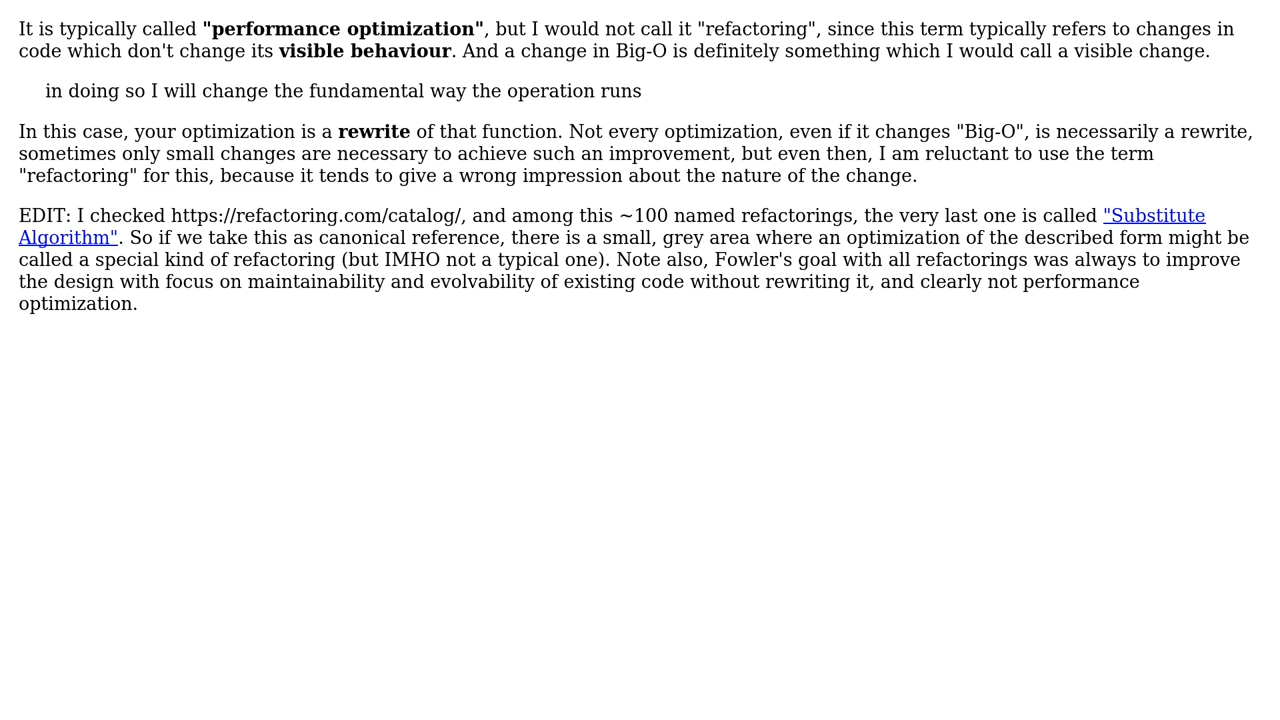 It is typically called "performance optimization", but I would not call it "refactoring", since this term typically refers to changes in
code which don't change its visible behaviour. And a change in Big-O is definitely something which I would call a visible change.
in doing so I will change the fundamental way the operation runs
In this case, your optimization is a rewrite of that function. Not every optimization, even if it changes "Big-O", is necessarily a rewrite,
sometimes only small changes are necessary to achieve such an improvement, but even then, I am reluctant to use the term
"refactoring" for this, because it tends to give a wrong impression about the nature of the change.
EDIT: I checked https://refactoring.com/catalog/, and among this ~100 named refactorings, the very last one is called "Substitute
Algorithm". So if we take this as canonical reference, there is a small, grey area where an optimization of the described form might be
called a special kind of refactoring (but IMHO not a typical one). Note also, Fowler's goal with all refactorings was always to improve
the design with focus on maintainability and evolvability of existing code without rewriting it, and clearly not performance
optimization.